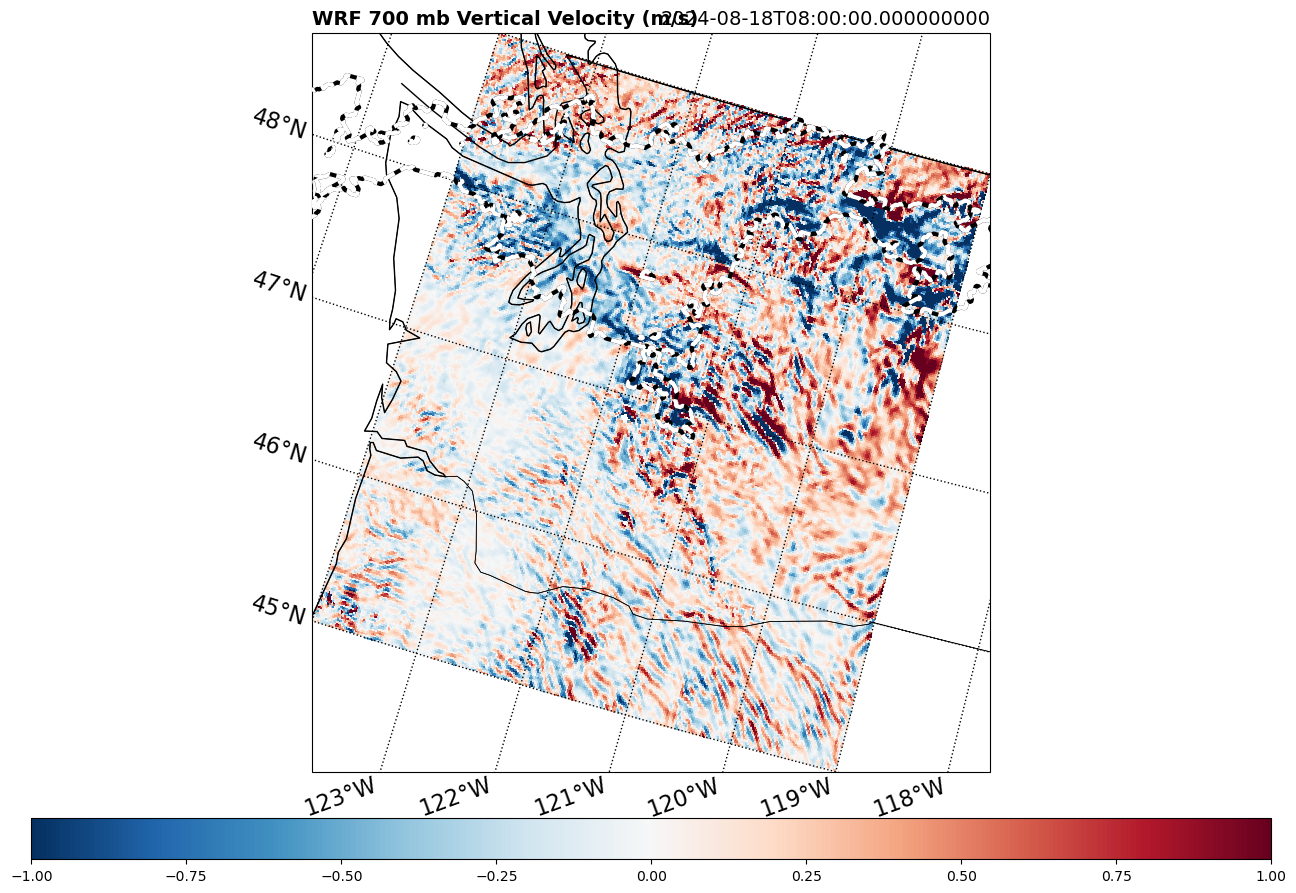 WRF 700 mb Vertical Velocity (m/s) 2024-08-18T08:00:00.000000000
48°N
47°N
46°N
45°N
123°W 122°W 121°W 120°W 119°W 118°W
−1.00 −0.75 −0.50 −0.25 0.00 0.25 0.50 0.75 1.00